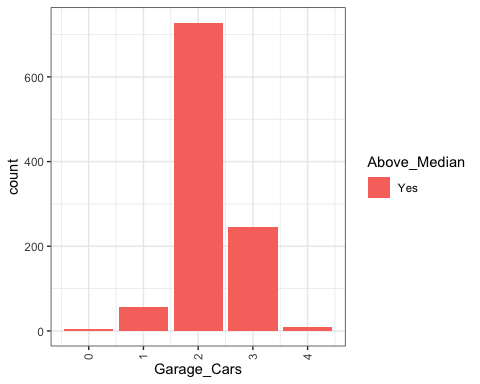 600
400
200
0
count
0 1 2 3 4
Garage_Cars
Above_Median
Yes